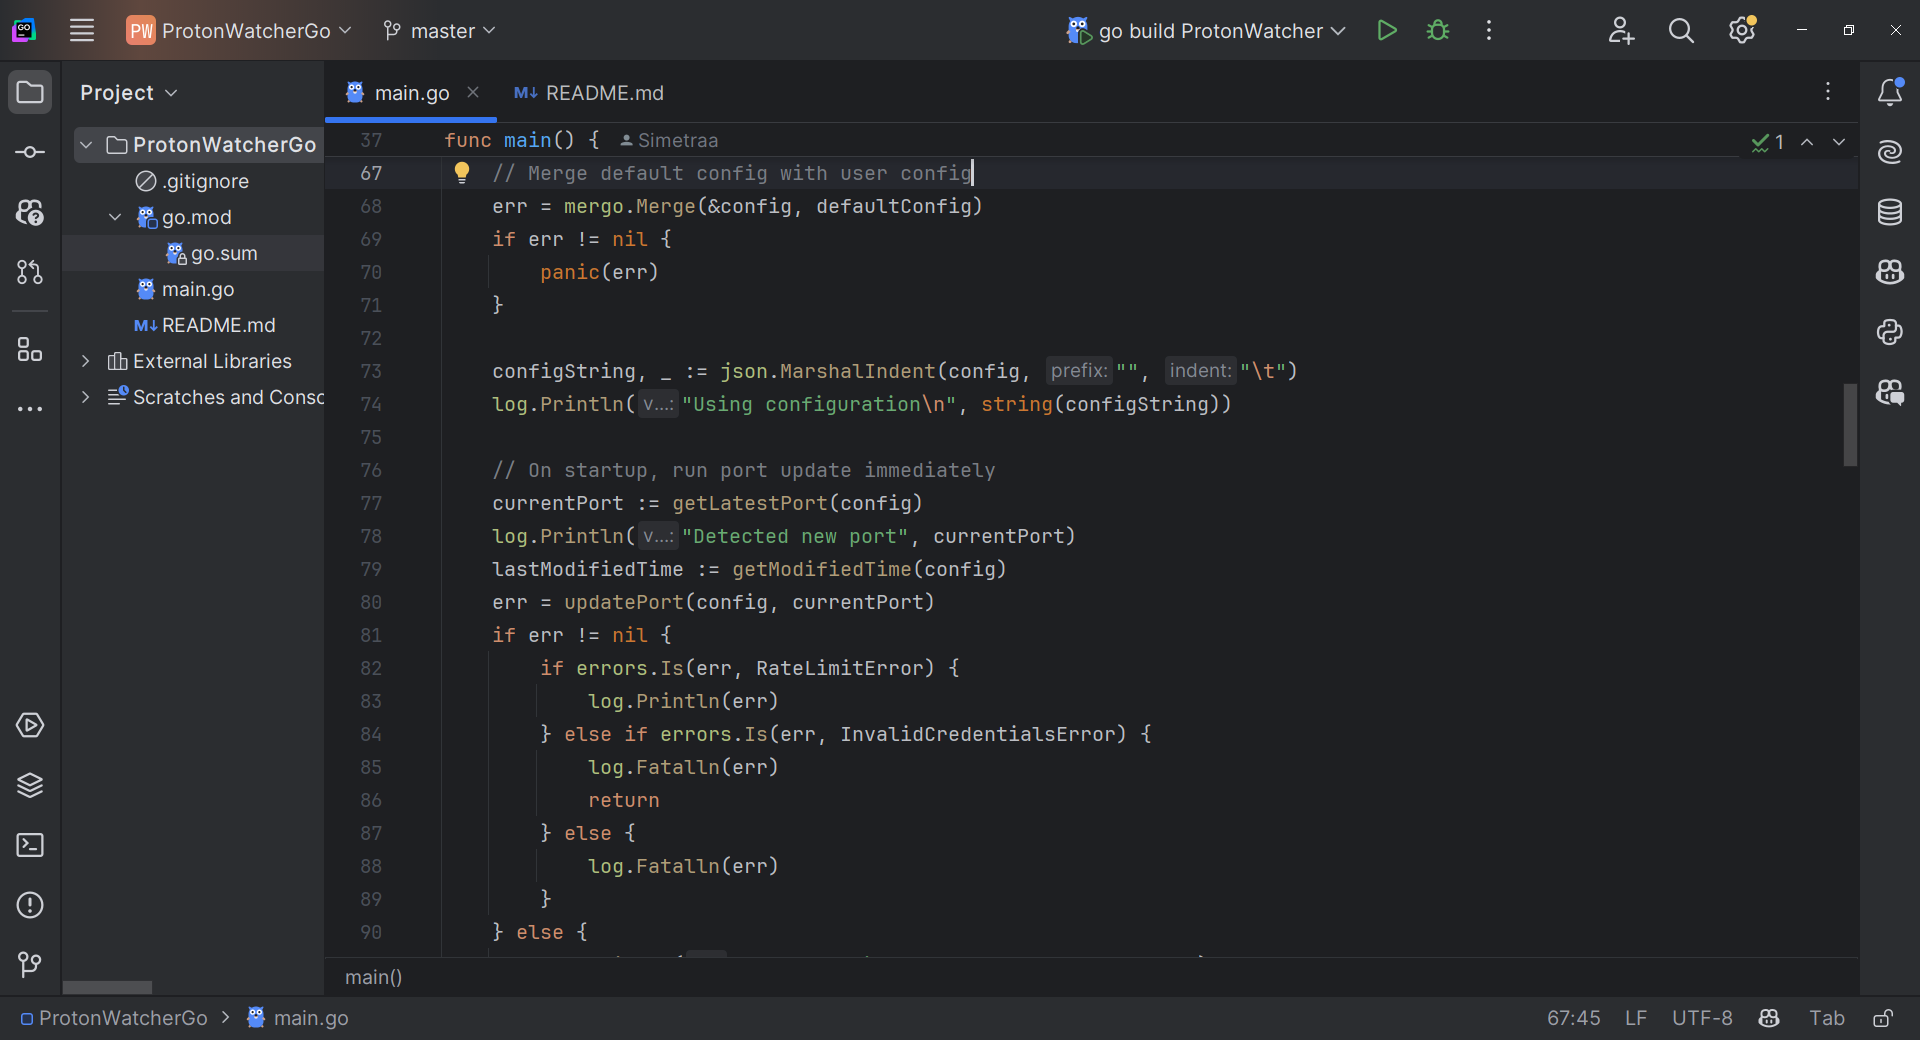 GO
PW ProtonWatcherGo
master
go build ProtonWatcher
Project
main.go
M↓ README.md
ProtonWatcherGo
.gitignore
go.mod
go.sum
main.go
M↓ README.md
External Libraries
Scratches and Consc
37 func main() { Simetraa
1
67 // Merge default config with user config
68 err = mergo.Merge(&config, defaultConfig)
69 if err != nil {
70 panic(err)
71 }
72
73 configString, _ := json.MarshalIndent(config, prefix: "", indent: "\t")
74 log.Println( v...: "Using configuration\n", string(configString))
75
76 // On startup, run port update immediately
77 currentPort := getLatestPort(config)
78 log.Println( v...: "Detected new port", currentPort)
79 lastModifiedTime := getModifiedTime(config)
80 err = updatePort(config, currentPort)
81 if err != nil {
82 if errors.Is(err, RateLimitError) {
83 log.Println(err)
84 } else if errors.Is(err, InvalidCredentialsError) {
85 log.Fatalln(err)
86 return
87 } else {
88 log.Fatalln(err)
89 }
90 } else {
main()
ProtonWatcherGo > main.go
67:45 LF UTF-8 Tab